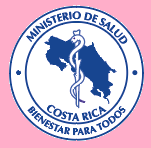 MINISTERIO DE SALUD
COSTA RICA
BIENESTAR PARA TODOS